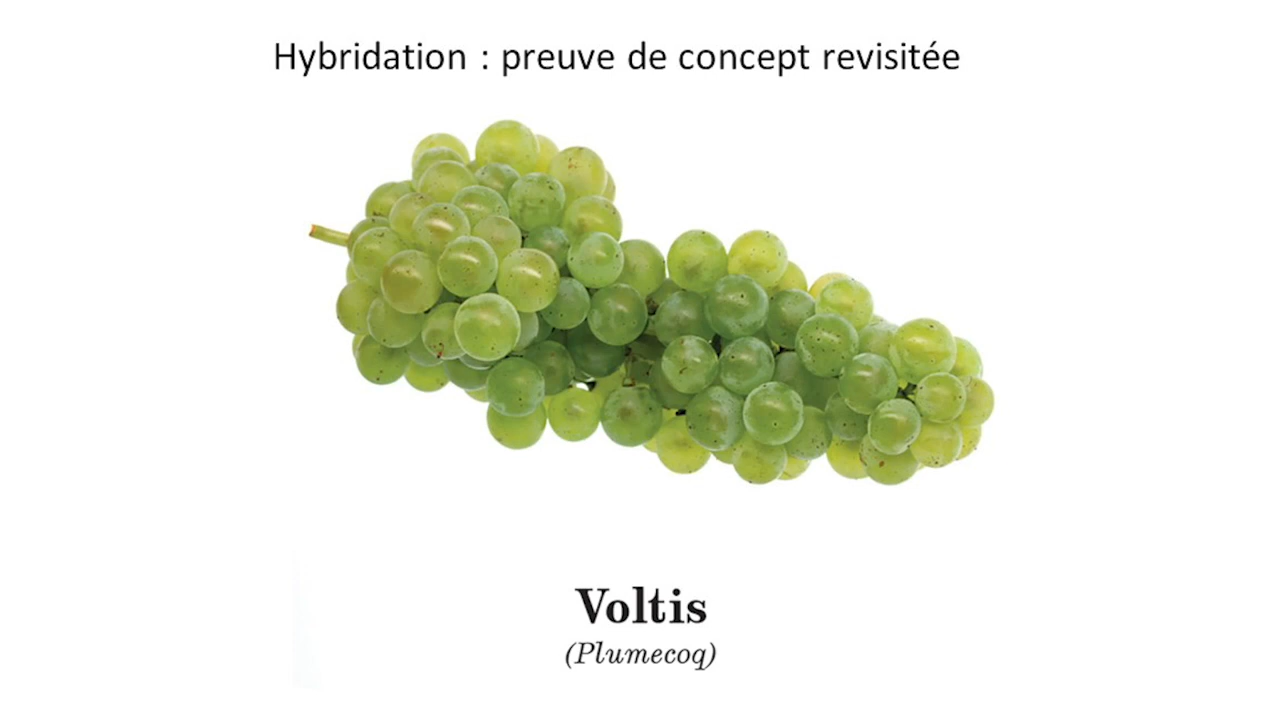 Hybridation : preuve de concept revisitée
Voltis
(Plumecoq)